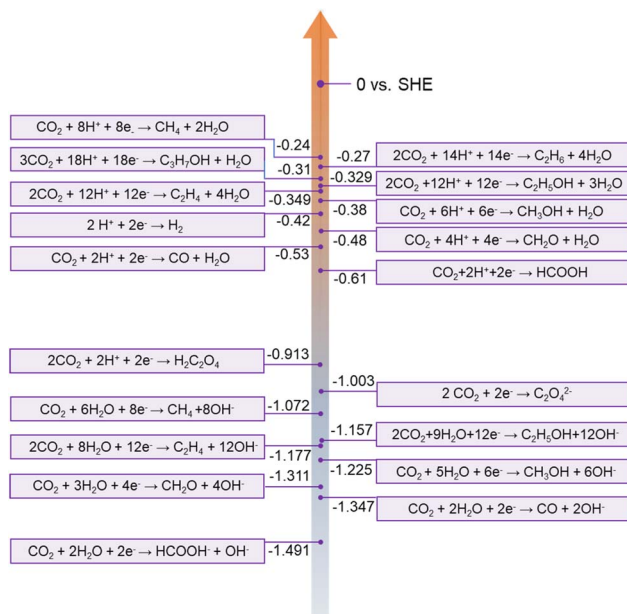 0 vs. SHE
CO₂ + 8H⁺ + 8e₋ → CH₄ + 2H₂O
-0.24
3CO₂ + 18H⁺ + 18e⁻ → C₃H₇OH + H₂O
-0.31
2CO₂ + 12H⁺ + 12e⁻ → C₂H₄ + 4H₂O
-0.349
2 H⁺ + 2e⁻ → H₂
-0.42
CO₂ + 2H⁺ + 2e⁻ → CO + H₂O
-0.53
-0.27
2CO₂ + 14H⁺ + 14e⁻ → C₂H₆ + 4H₂O
-0.329
2CO₂ +12H⁺ + 12e⁻ → C₂H₅OH + 3H₂O
-0.38
CO₂ + 6H⁺ + 6e⁻ → CH₃OH + H₂O
-0.48
CO₂ + 4H⁺ + 4e⁻ → CH₂O + H₂O
-0.61
CO₂+2H⁺+2e⁻ → HCOOH
2CO₂ + 2H⁺ + 2e⁻ → H₂C₂O₄
-0.913
CO₂ + 6H₂O + 8e⁻ → CH₄ +8OH⁻
-1.072
2CO₂ + 8H₂O + 12e⁻ → C₂H₄ + 12OH⁻
-1.177
CO₂ + 3H₂O + 4e⁻ → CH₂O + 4OH⁻
-1.311
CO₂ + 2H₂O + 2e⁻ → HCOOH⁻ + OH⁻
-1.491
-1.003
2 CO₂ + 2e⁻ → C₂O₄²⁻
-1.157
2CO₂+9H₂O+12e⁻ → C₂H₅OH+12OH⁻
-1.225
CO₂ + 5H₂O + 6e⁻ → CH₃OH + 6OH⁻
-1.347
CO₂ + 2H₂O + 2e⁻ → CO + 2OH⁻